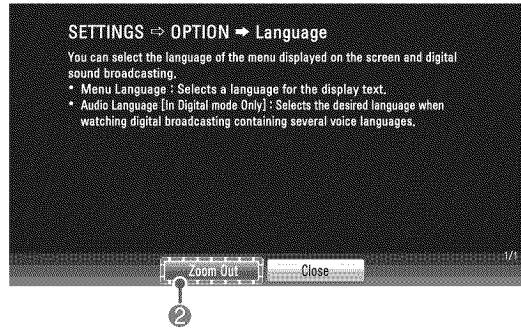 SETTINGS ⇨ OPTION ➡ Language
You can select the language of the menu displayed on the screen and digital
sound broadcasting.
• Menu Language : Selects a language for the display text.
• Audio Language [In Digital mode Only] : Selects the desired language when
watching digital broadcasting containing several voice languages.
1/1
Zoom Out Close
2